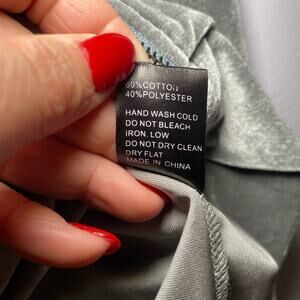 60%COTTON
40%POLYESTER
HAND WASH COLD
DO NOT BLEACH
IRON, LOW
DO NOT DRY CLEAN
DRY FLAT
MADE IN CHINA